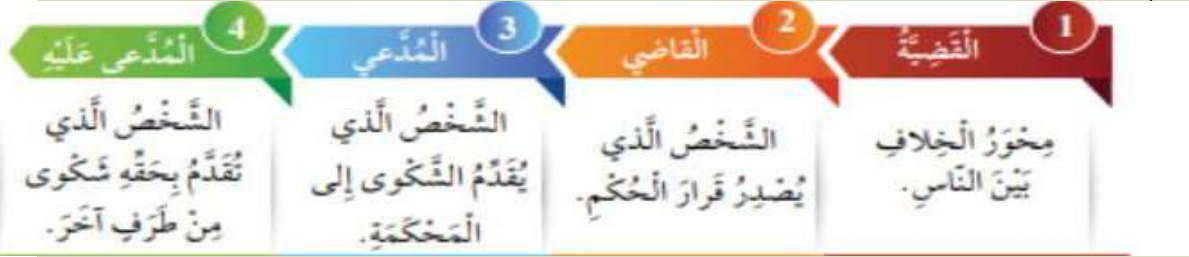 1
الْقَضِيَّةُ
مِحْوَرُ الْخِلافِ
بَيْنَ النّاسِ.
2
الْقاضي
الشَّخْصُ الَّذي
يُصْدِرُ قَرارَ الْحُكْمِ.
3
الْمُدَّعي
الشَّخْصُ الَّذي
يُقَدِّمُ الشَّكْوى إِلى
الْمَحْكَمَةِ.
4
الْمُدَّعى عَلَيْهِ
الشَّخْصُ الَّذي
تُقَدَّمُ بِحَقِّهِ شَكْوى
مِنْ طَرَفٍ آخَرَ.